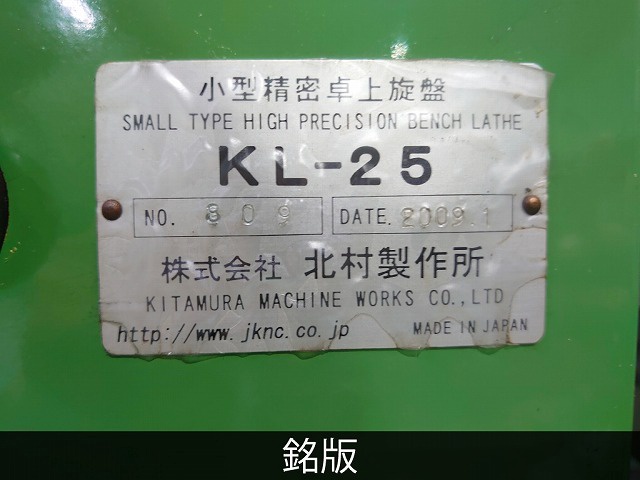 小型精密卓上旋盤
SMALL TYPE HIGH PRECISION BENCH LATHE
KL-25
NO. 309 DATE. 2009.1
株式会社 北村製作所
KITAMURA MACHINE WORKS CO.,LTD
http://www.jknc.co.jp MADE IN JAPAN
銘版